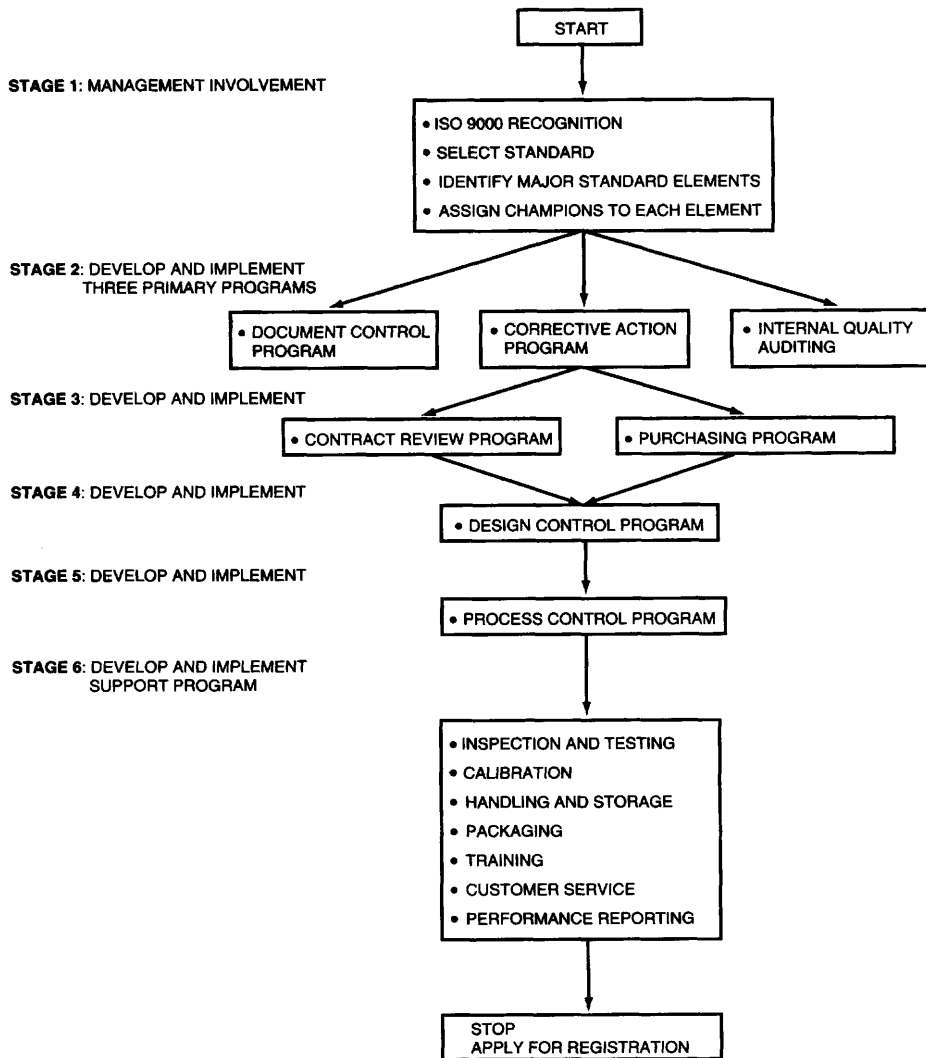 START
STAGE 1: MANAGEMENT INVOLVEMENT
• ISO 9000 RECOGNITION
• SELECT STANDARD
• IDENTIFY MAJOR STANDARD ELEMENTS
• ASSIGN CHAMPIONS TO EACH ELEMENT
STAGE 2: DEVELOP AND IMPLEMENT
THREE PRIMARY PROGRAMS
• DOCUMENT CONTROL
PROGRAM
• CORRECTIVE ACTION
PROGRAM
• INTERNAL QUALITY
AUDITING
STAGE 3: DEVELOP AND IMPLEMENT
• CONTRACT REVIEW PROGRAM
• PURCHASING PROGRAM
STAGE 4: DEVELOP AND IMPLEMENT
• DESIGN CONTROL PROGRAM
STAGE 5: DEVELOP AND IMPLEMENT
• PROCESS CONTROL PROGRAM
STAGE 6: DEVELOP AND IMPLEMENT
SUPPORT PROGRAM
• INSPECTION AND TESTING
• CALIBRATION
• HANDLING AND STORAGE
• PACKAGING
• TRAINING
• CUSTOMER SERVICE
• PERFORMANCE REPORTING
STOP
APPLY FOR REGISTRATION